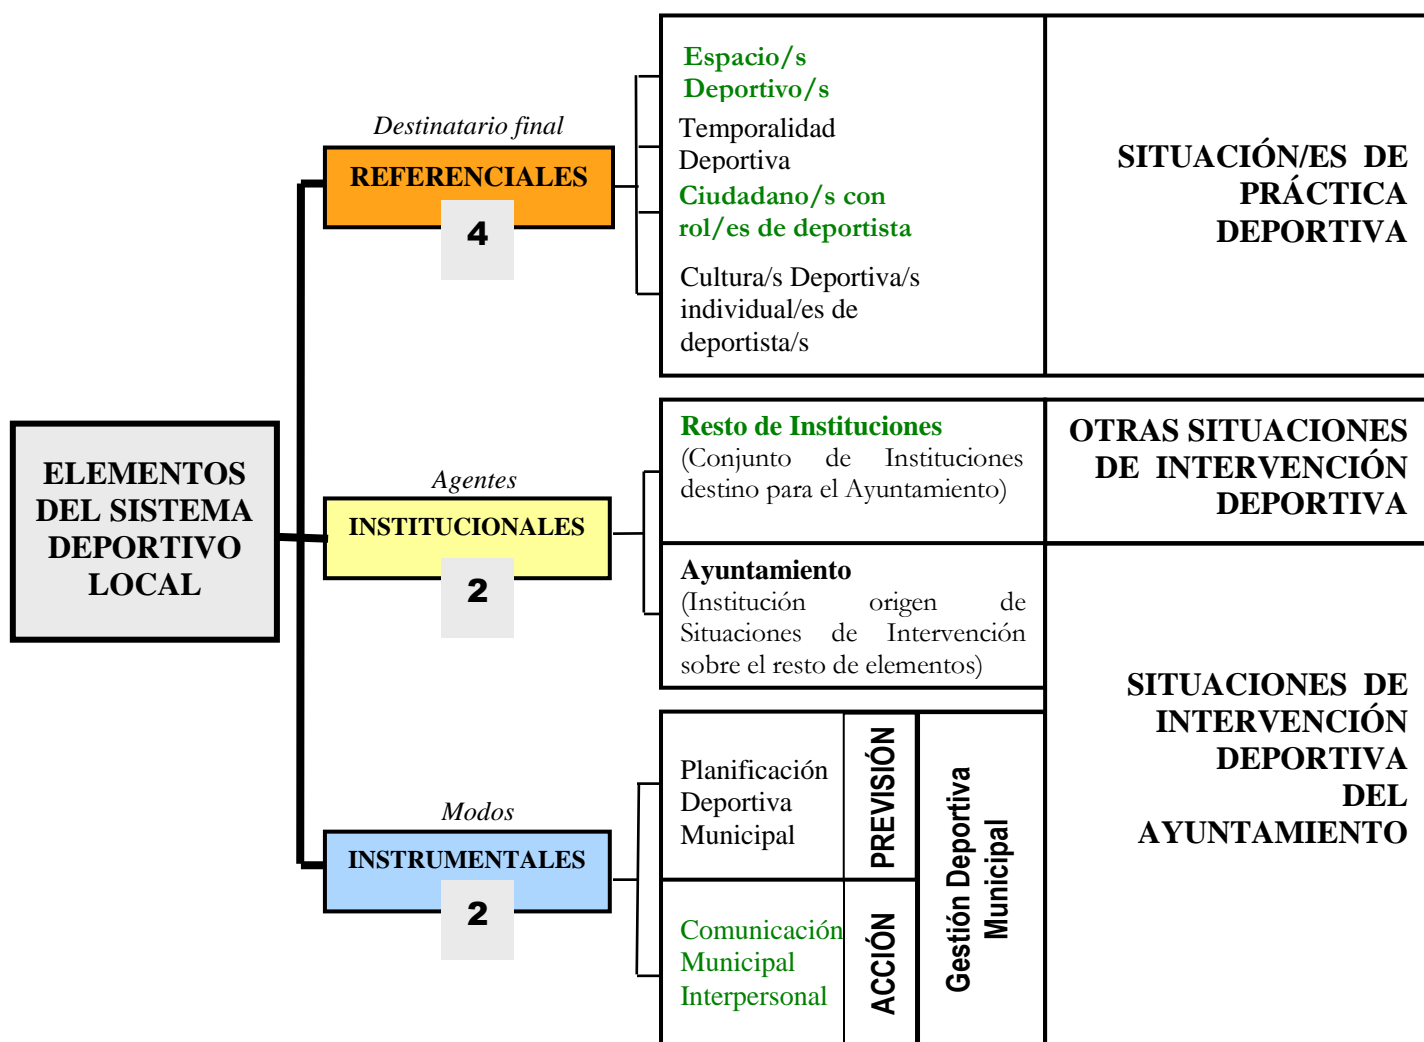 ELEMENTOS
DEL SISTEMA
DEPORTIVO
LOCAL
Destinatario final
REFERENCIALES
4
Espacio/s
Deportivo/s
Temporalidad
Deportiva
Ciudadano/s con
rol/es de deportista
Cultura/s Deportiva/s
individual/es de
deportista/s
SITUACIÓN/ES DE
PRÁCTICA
DEPORTIVA
Agentes
INSTITUCIONALES
2
Resto de Instituciones
(Conjunto de Instituciones
destino para el Ayuntamiento)
OTRAS SITUACIONES
DE INTERVENCIÓN
DEPORTIVA
Ayuntamiento
(Institución origen de
Situaciones de Intervención
sobre el resto de elementos)
Modos
INSTRUMENTALES
2
Planificación
Deportiva
Municipal
PREVISIÓN
Comunicación
Municipal
Interpersonal
ACCIÓN
Gestión Deportiva
Municipal
SITUACIONES DE
INTERVENCIÓN
DEPORTIVA
DEL
AYUNTAMIENTO